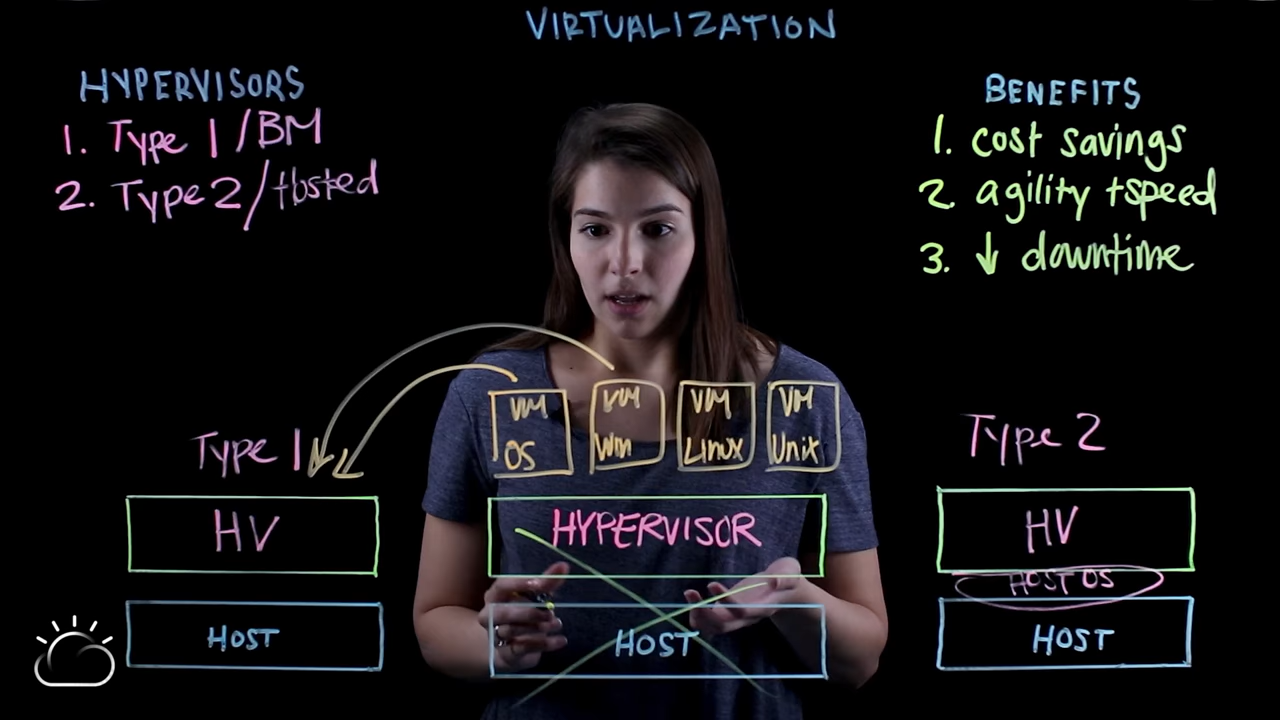 VIRTUALIZATION
HYPERVISORS
1. Type 1/BM
2. Type 2/Hosted
BENEFITS
1. cost savings
2. agility +speed
3. ↓ downtime
VM
OS
VM
Win
VM
Linux
VM
Unix
Type 1
HV
HOST
HYPERVISOR
HOST
Type 2
HV
HOST OS
HOST